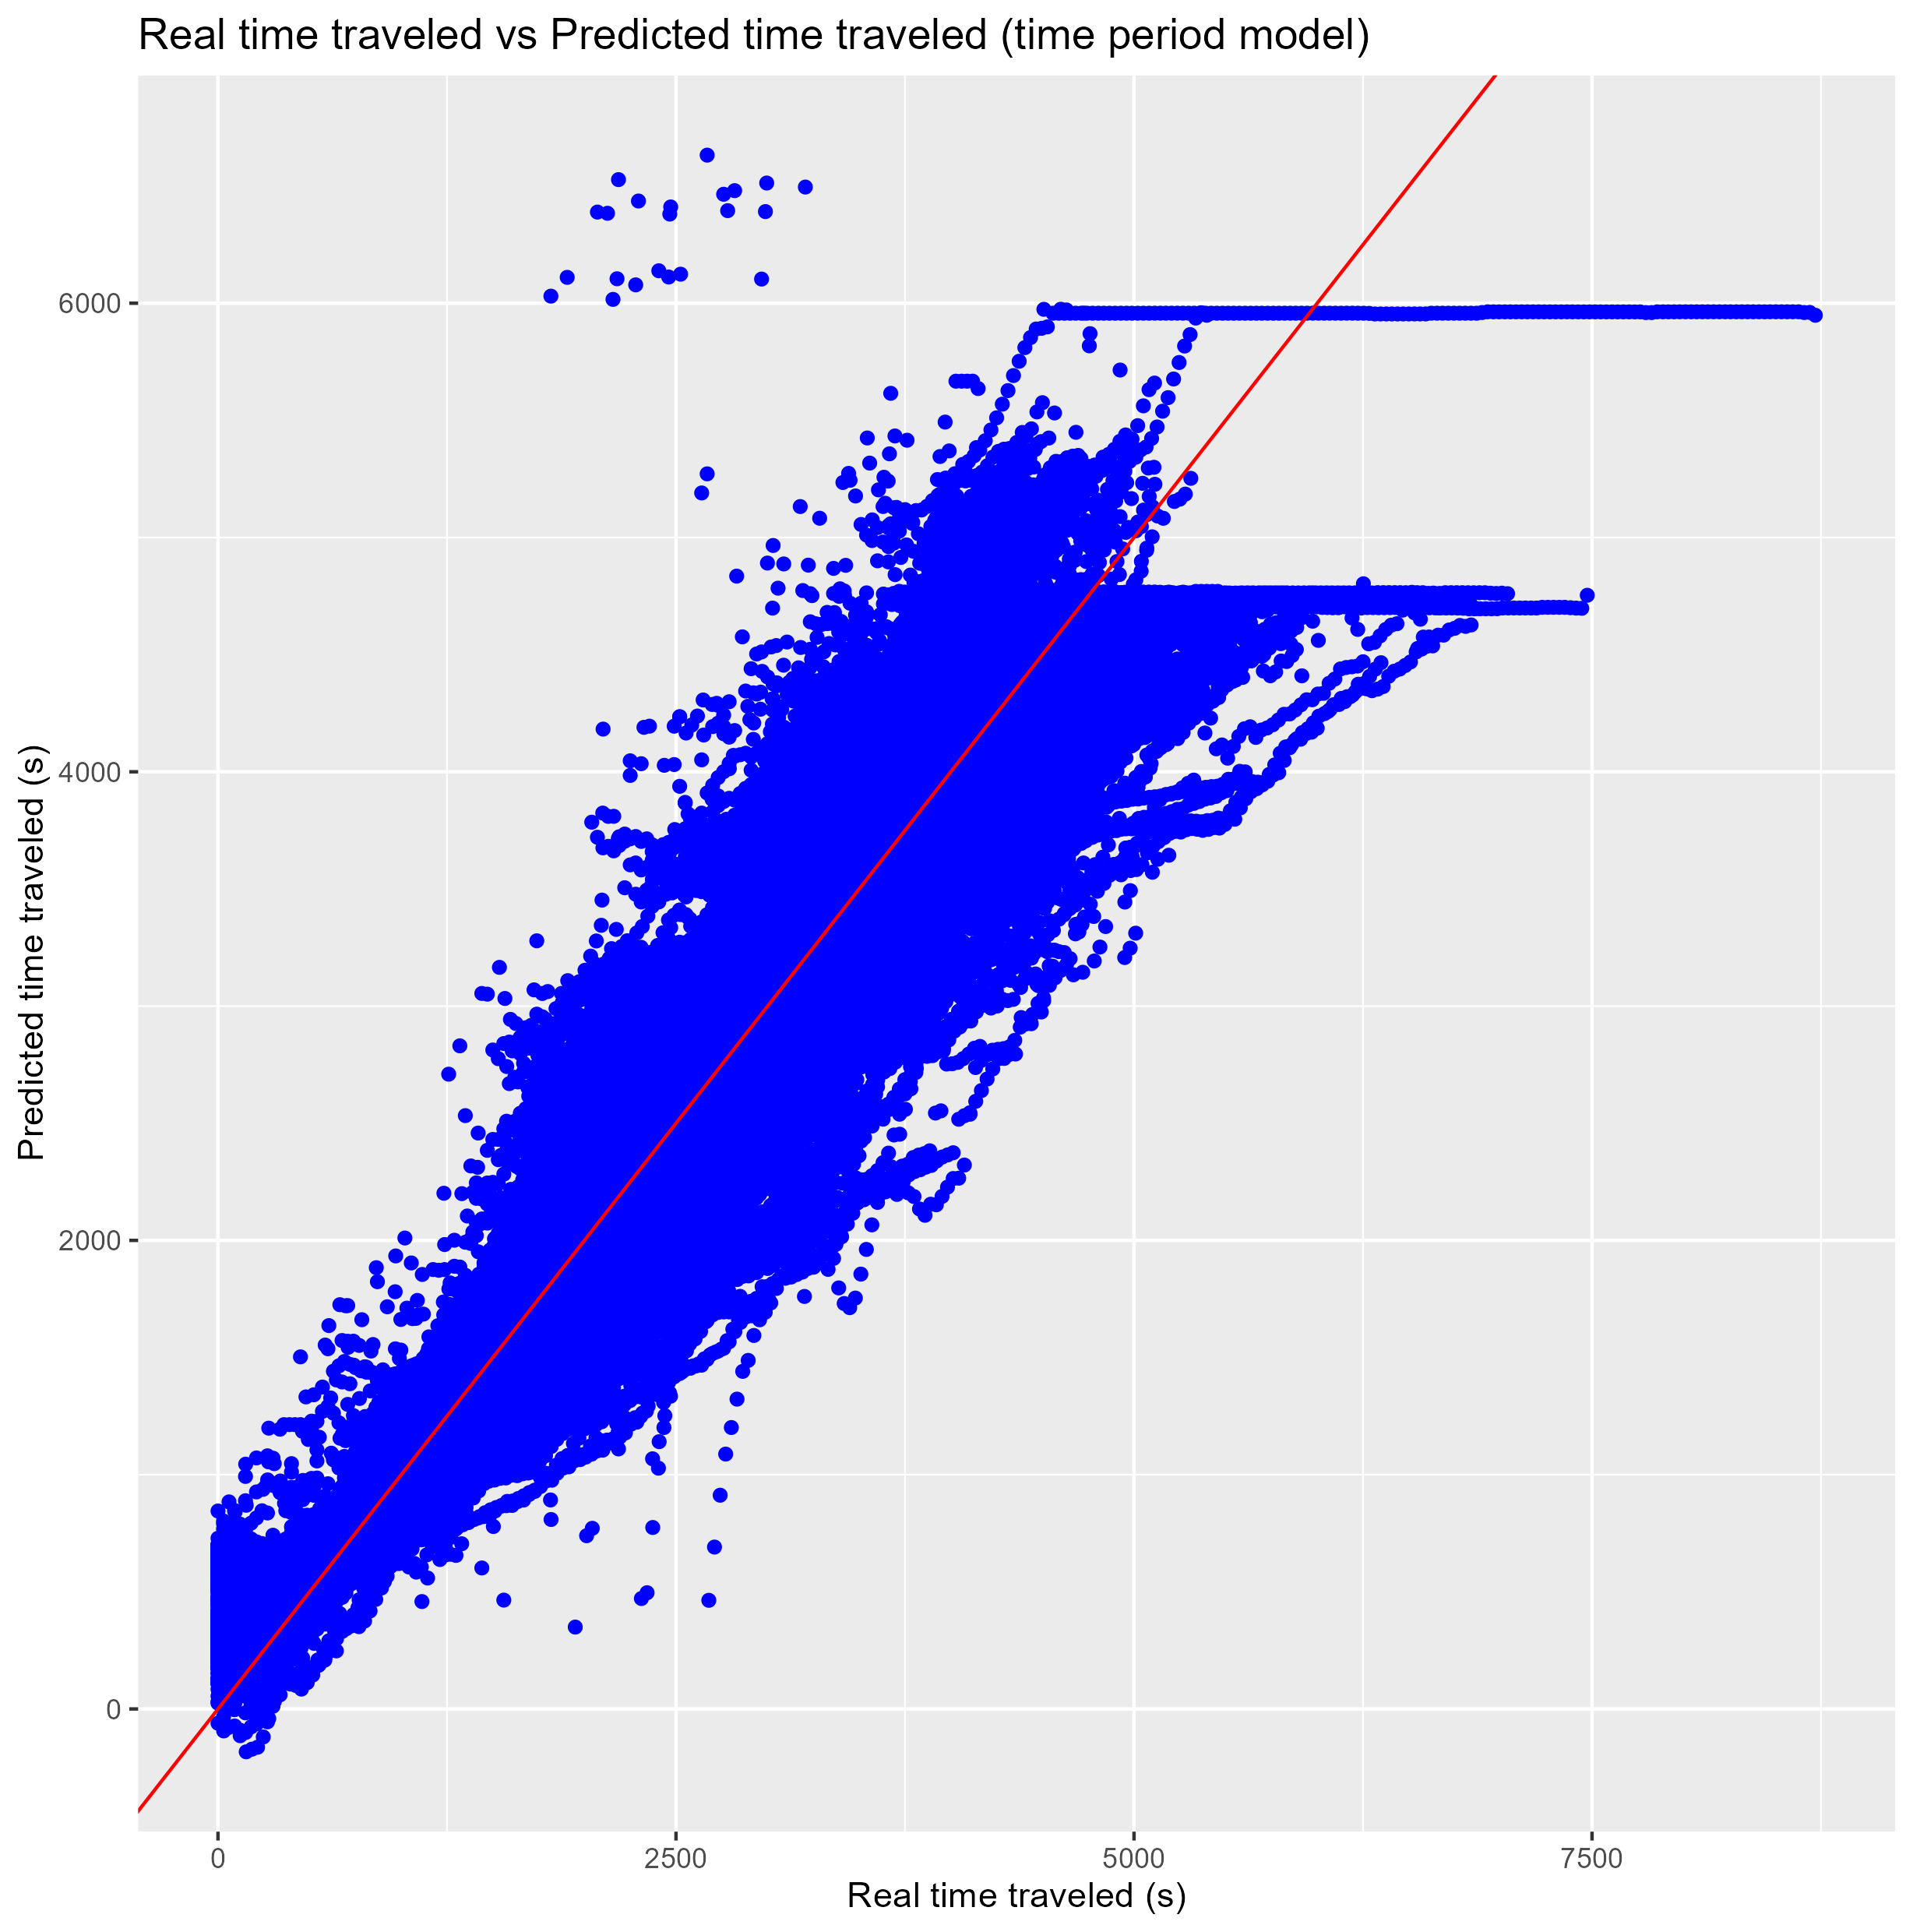 Real time traveled vs Predicted time traveled (time period model)
6000
4000
2000
0
Predicted time traveled (s)
0 2500 5000 7500
Real time traveled (s)